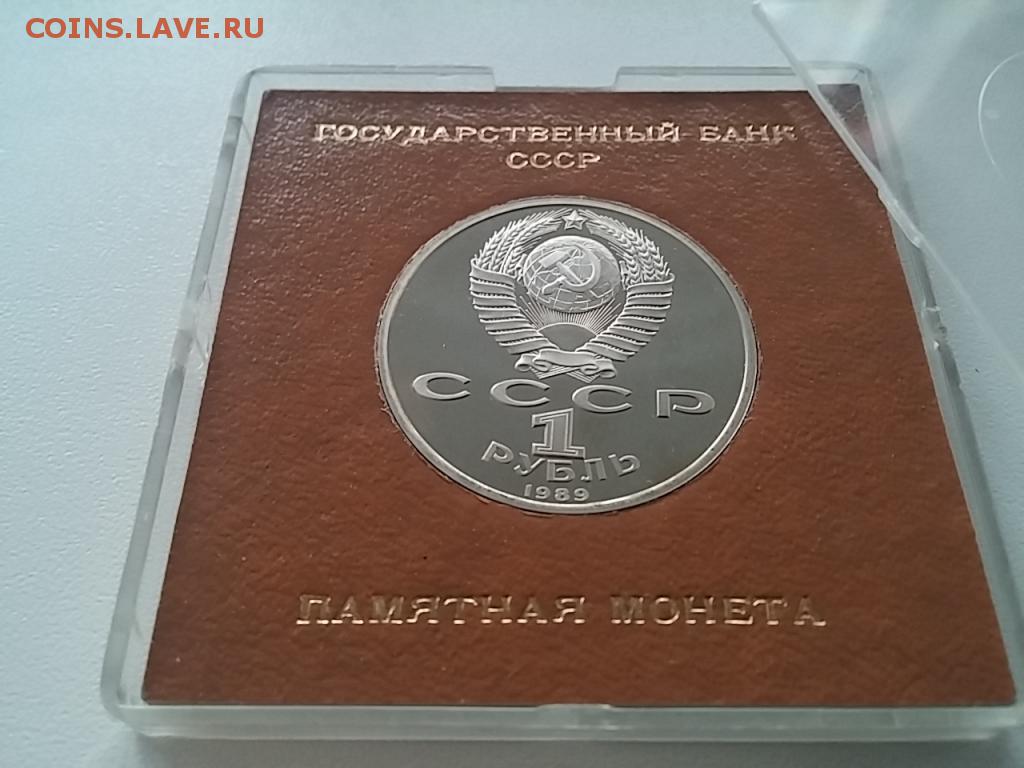 COINS.LAVE.RU
ГОСУДАРСТВЕННЫЙ БАНК
СССР
СССР
1
РУБЛЬ
1989
ПАМЯТНАЯ МОНЕТА